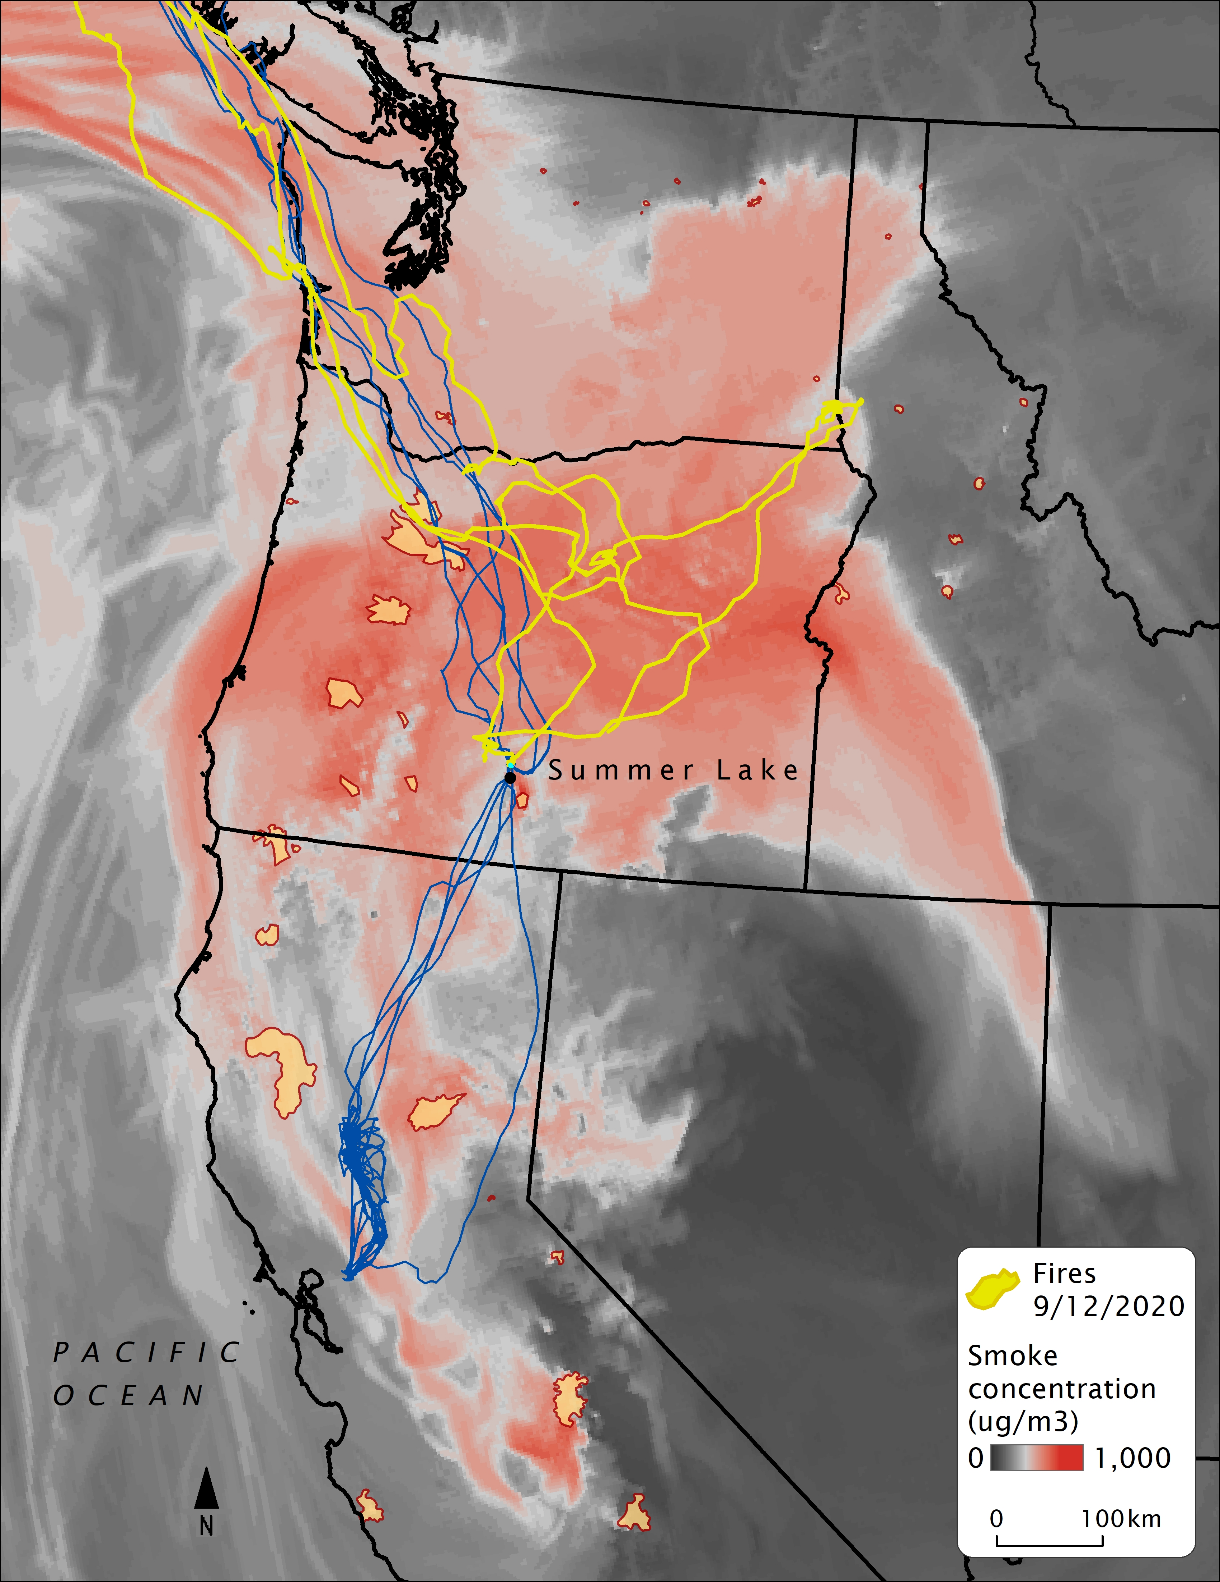 Summer Lake
PACIFIC
OCEAN
N
Fires
9/12/2020
Smoke
concentration
(ug/m3)
0 1,000
0 100km